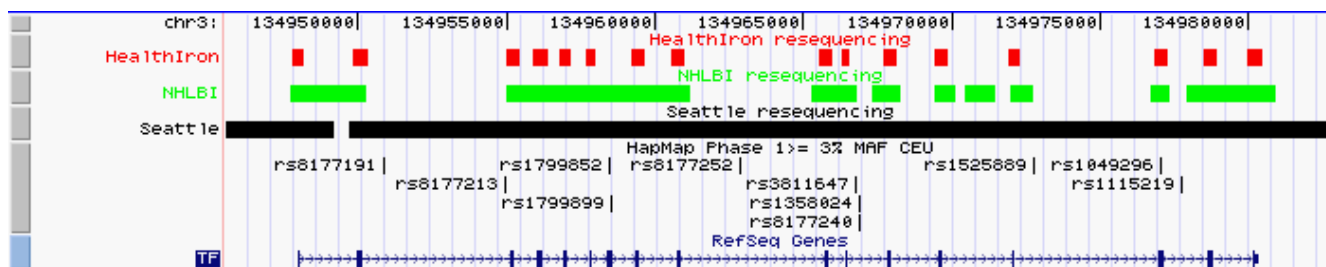 chr3: 134950000| 134955000| 134960000| 134965000| 134970000| 134975000| 134980000|
HealthIron resequencing
HealthIron
NHLBI resequencing
NHLBI
Seattle resequencing
Seattle
HapMap Phase 1>= 3% MAF CEU
rs8177191 rs1799852 rs8177252 rs1525889 rs1049296
rs8177213 rs3811647 rs1115219
rs1799899 rs1358024
rs8177240
RefSeq Genes
TF